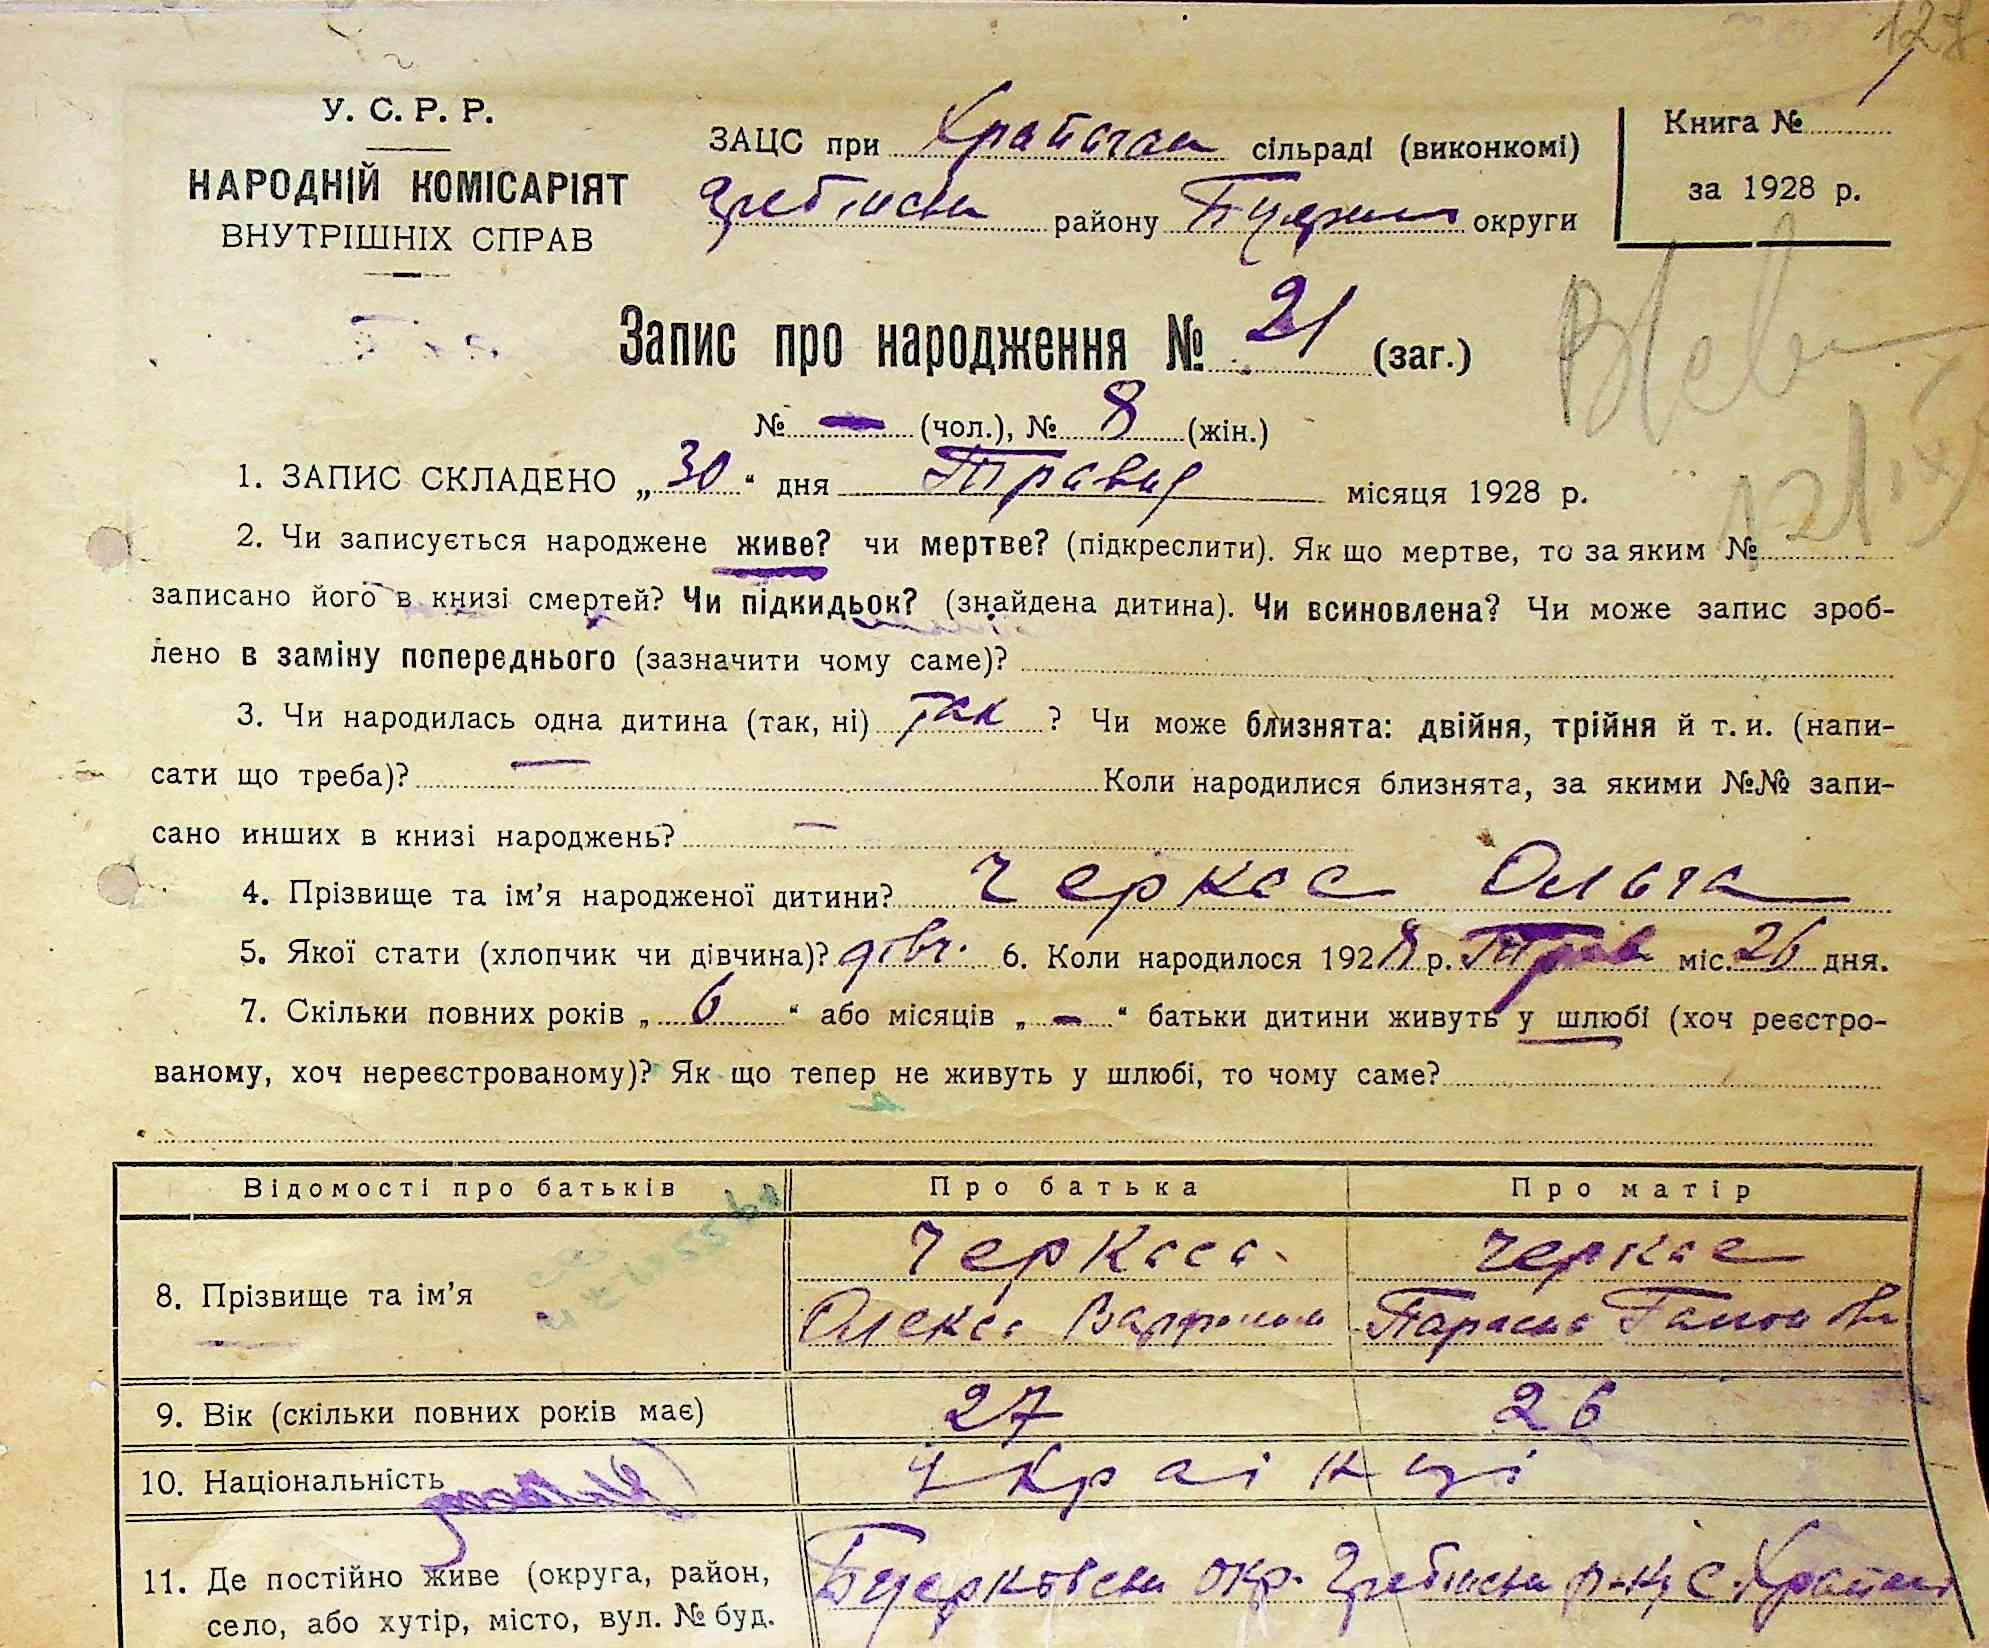 У. С. Р. Р.
НАРОДНІЙ КОМІСАРІЯТ
ВНУТРІШНІХ СПРАВ
ЗАЦС при сільраді (виконкомі)
району округи
Книга №
за 1928 р.
Запис про народження № 21 (заг.)
№ — (чол.), № 8 (жін.)
1. ЗАПИС СКЛАДЕНО „30“ дня Травня місяця 1928 р.
2. Чи записується народжене живе? чи мертве? (підкреслити). Як що мертве, то за яким №
записано його в книзі смертей? Чи підкидьок? (знайдена дитина). Чи всиновлена? Чи може запис зроб-
лено в заміну попереднього (зазначити чому саме)?
3. Чи народилась одна дитина (так, ні) так ? Чи може близнята: двійня, трійня й т. и. (напи-
сати що треба)? — Коли народилися близнята, за якими №№ запи-
сано инших в книзі народжень? —
4. Прізвище та ім’я народженої дитини? Черкас Ольга
5. Якої стати (хлопчик чи дівчина)? дівч. 6. Коли народилося 1928 р. Трав міс. 26 дня.
7. Скільки повних років „6“ або місяців „—“ батьки дитини живуть у шлюбі (хоч реєстро-
ваному, хоч нереєстрованому)? Як що тепер не живуть у шлюбі, то чому саме?
Відомості про батьків Про батька Про матір
8. Прізвище та ім’я Черкас Черкас
Олекса Параска
9. Вік (скільки повних років має) 27 26
10. Національність Українці
11. Де постійно живе (округа, район,
село, або хутір, місто, вул. № буд. окр. р-ну с.